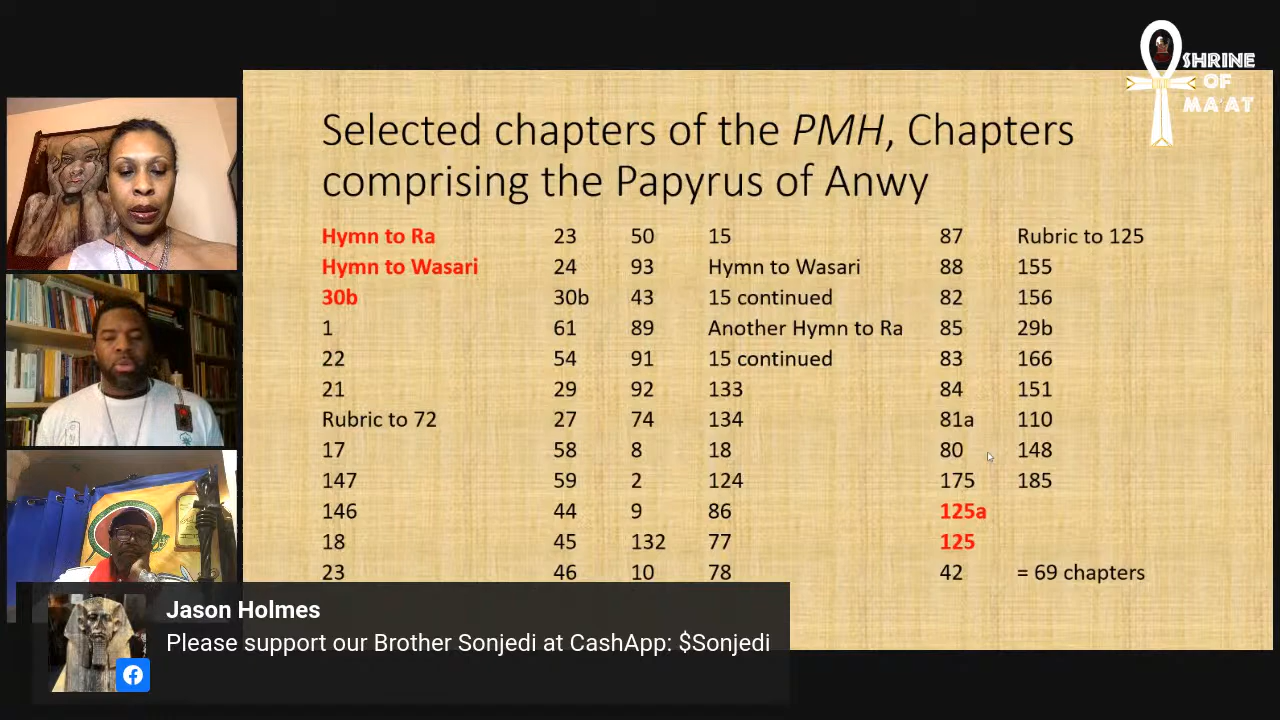 SHRINE
OF
MA'AT
Selected chapters of the PMH, Chapters
comprising the Papyrus of Anwy
Hymn to Ra 23 50 15 87 Rubric to 125
Hymn to Wasari 24 93 Hymn to Wasari 88 155
30b 30b 43 15 continued 82 156
1 61 89 Another Hymn to Ra 85 29b
22 54 91 15 continued 83 166
21 29 92 133 84 151
Rubric to 72 27 74 134 81a 110
17 58 8 18 80 148
147 59 2 124 175 185
146 44 9 86 125a
18 45 132 77 125
23 46 10 78 42 = 69 chapters
Jason Holmes
Please support our Brother Sonjedi at CashApp: $Sonjedi